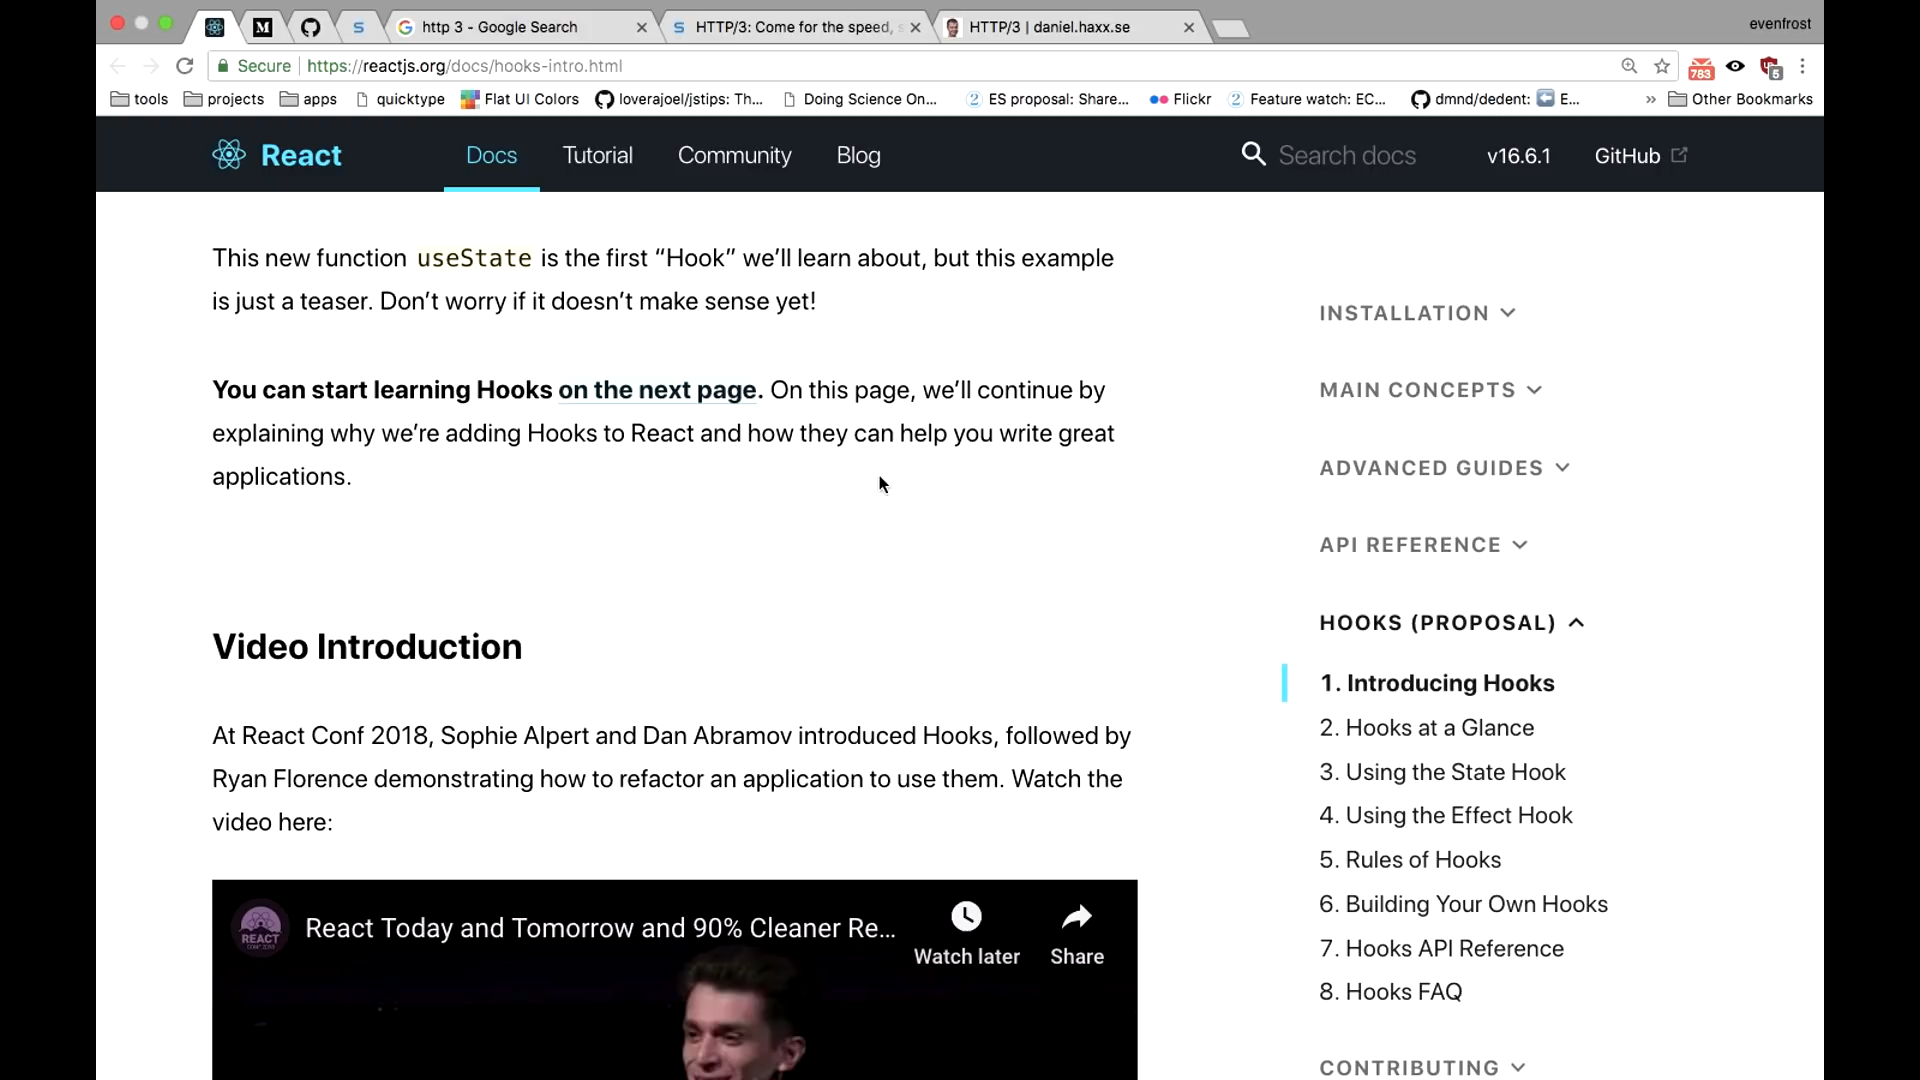 http 3 - Google Search
HTTP/3: Come for the speed, s
HTTP/3 | daniel.haxx.se
evenfrost
Secure
https://reactjs.org/docs/hooks-intro.html
783
5
tools
projects
apps
quicktype
Flat UI Colors
loverajoel/jstips: Th...
Doing Science On...
ES proposal: Share...
Flickr
Feature watch: EC...
dmnd/dedent: E...
Other Bookmarks
React
Docs
Tutorial
Community
Blog
Search docs
v16.6.1
GitHub
This new function useState is the first “Hook” we’ll learn about, but this example
is just a teaser. Don’t worry if it doesn’t make sense yet!
You can start learning Hooks on the next page. On this page, we’ll continue by
explaining why we’re adding Hooks to React and how they can help you write great
applications.
Video Introduction
At React Conf 2018, Sophie Alpert and Dan Abramov introduced Hooks, followed by
Ryan Florence demonstrating how to refactor an application to use them. Watch the
video here:
REACT
React Today and Tomorrow and 90% Cleaner Re...
Watch later
Share
INSTALLATION
MAIN CONCEPTS
ADVANCED GUIDES
API REFERENCE
HOOKS (PROPOSAL)
1. Introducing Hooks
2. Hooks at a Glance
3. Using the State Hook
4. Using the Effect Hook
5. Rules of Hooks
6. Building Your Own Hooks
7. Hooks API Reference
8. Hooks FAQ
CONTRIBUTING